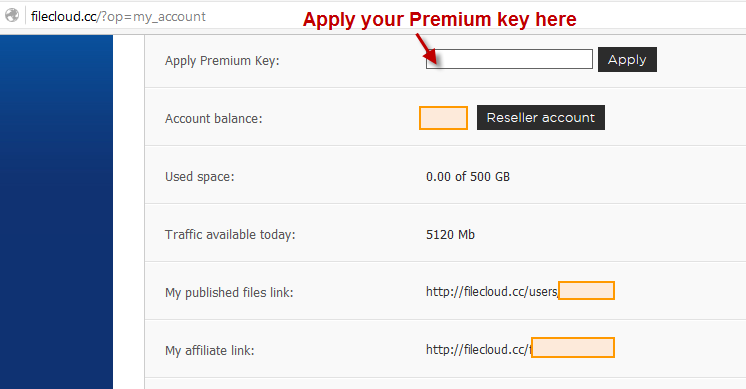 filecloud.cc/?op=my_account
Apply your Premium key here
Apply Premium Key:
Apply
Account balance:
Reseller account
Used space:
0.00 of 500 GB
Traffic available today:
5120 Mb
My published files link:
http://filecloud.cc/users/
My affiliate link:
http://filecloud.cc/